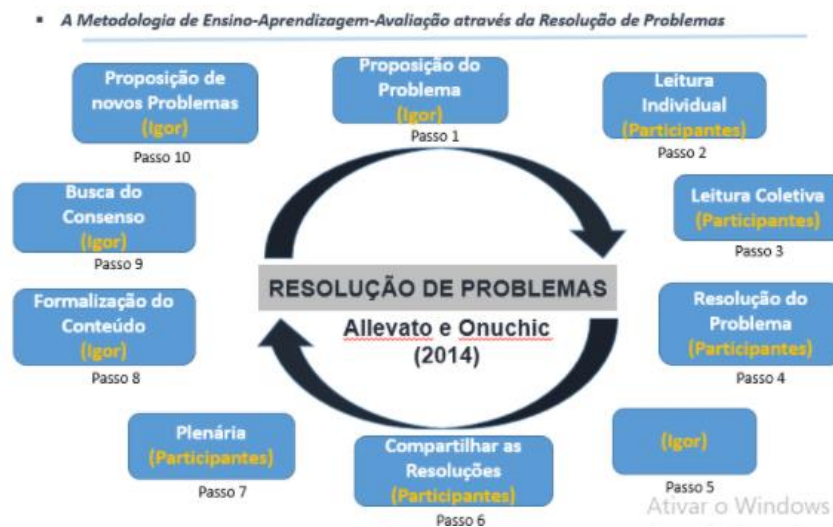 ▪ A Metodologia de Ensino-Aprendizagem-Avaliação através da Resolução de Problemas
Proposição do
Problema
(Igor)
Passo 1
Leitura
Individual
(Participantes)
Passo 2
Leitura Coletiva
(Participantes)
Passo 3
Resolução do
Problema
(Participantes)
Passo 4
(Igor)
Passo 5
Compartilhar as
Resoluções
(Participantes)
Passo 6
Plenária
(Participantes)
Passo 7
Formalização do
Conteúdo
(Igor)
Passo 8
Busca do
Consenso
(Igor)
Passo 9
Proposição de
novos Problemas
(Igor)
Passo 10
RESOLUÇÃO DE PROBLEMAS
Allevato e Onuchic
(2014)
Ativar o Windows